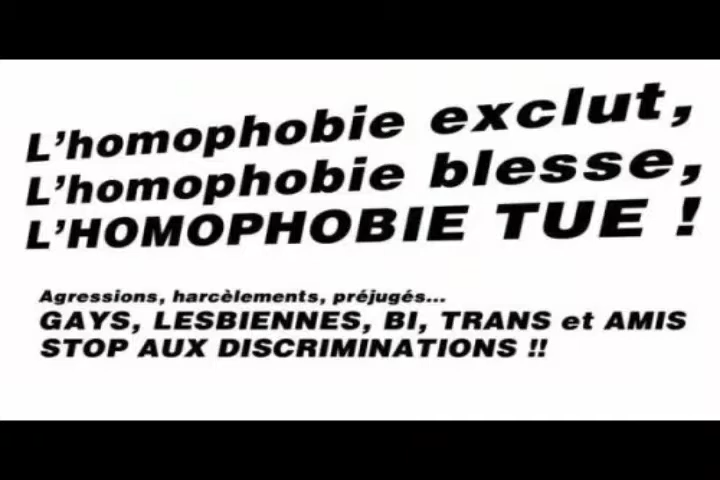 L'homophobie exclut,
L'homophobie blesse,
L'HOMOPHOBIE TUE !
Agressions, harcèlements, préjugés...
GAYS, LESBIENNES, BI, TRANS et AMIS
STOP AUX DISCRIMINATIONS !!